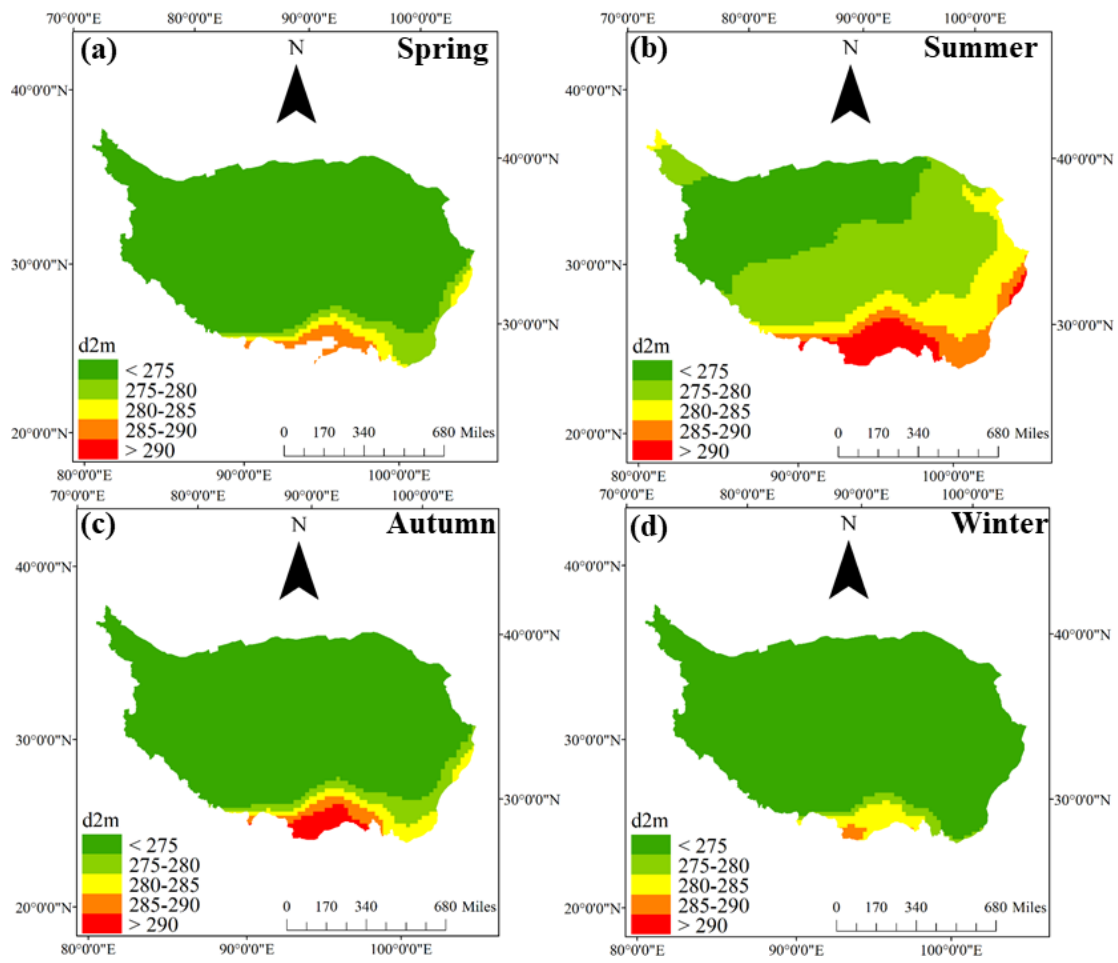 70°0'0"E 80°0'0"E 90°0'0"E 100°0'0"E
70°0'0"E 80°0'0"E 90°0'0"E 100°0'0"E
(a) N Spring
(b) N Summer
40°0'0"N 40°0'0"N
40°0'0"N 40°0'0"N
30°0'0"N 30°0'0"N
30°0'0"N 30°0'0"N
d2m
< 275
275-280
280-285
285-290
> 290
0 170 340 680 Miles
d2m
< 275
275-280
280-285
285-290
> 290
0 170 340 680 Miles
20°0'0"N
20°0'0"N
80°0'0"E 90°0'0"E 100°0'0"E
80°0'0"E 90°0'0"E 100°0'0"E
70°0'0"E 80°0'0"E 90°0'0"E 100°0'0"E
70°0'0"E 80°0'0"E 90°0'0"E 100°0'0"E
(c) N Autumn
(d) N Winter
40°0'0"N 40°0'0"N
40°0'0"N 40°0'0"N
30°0'0"N 30°0'0"N
30°0'0"N 30°0'0"N
d2m
< 275
275-280
280-285
285-290
> 290
0 170 340 680 Miles
d2m
< 275
275-280
280-285
285-290
> 290
0 170 340 680 Miles
20°0'0"N
20°0'0"N
80°0'0"E 90°0'0"E 100°0'0"E
80°0'0"E 90°0'0"E 100°0'0"E